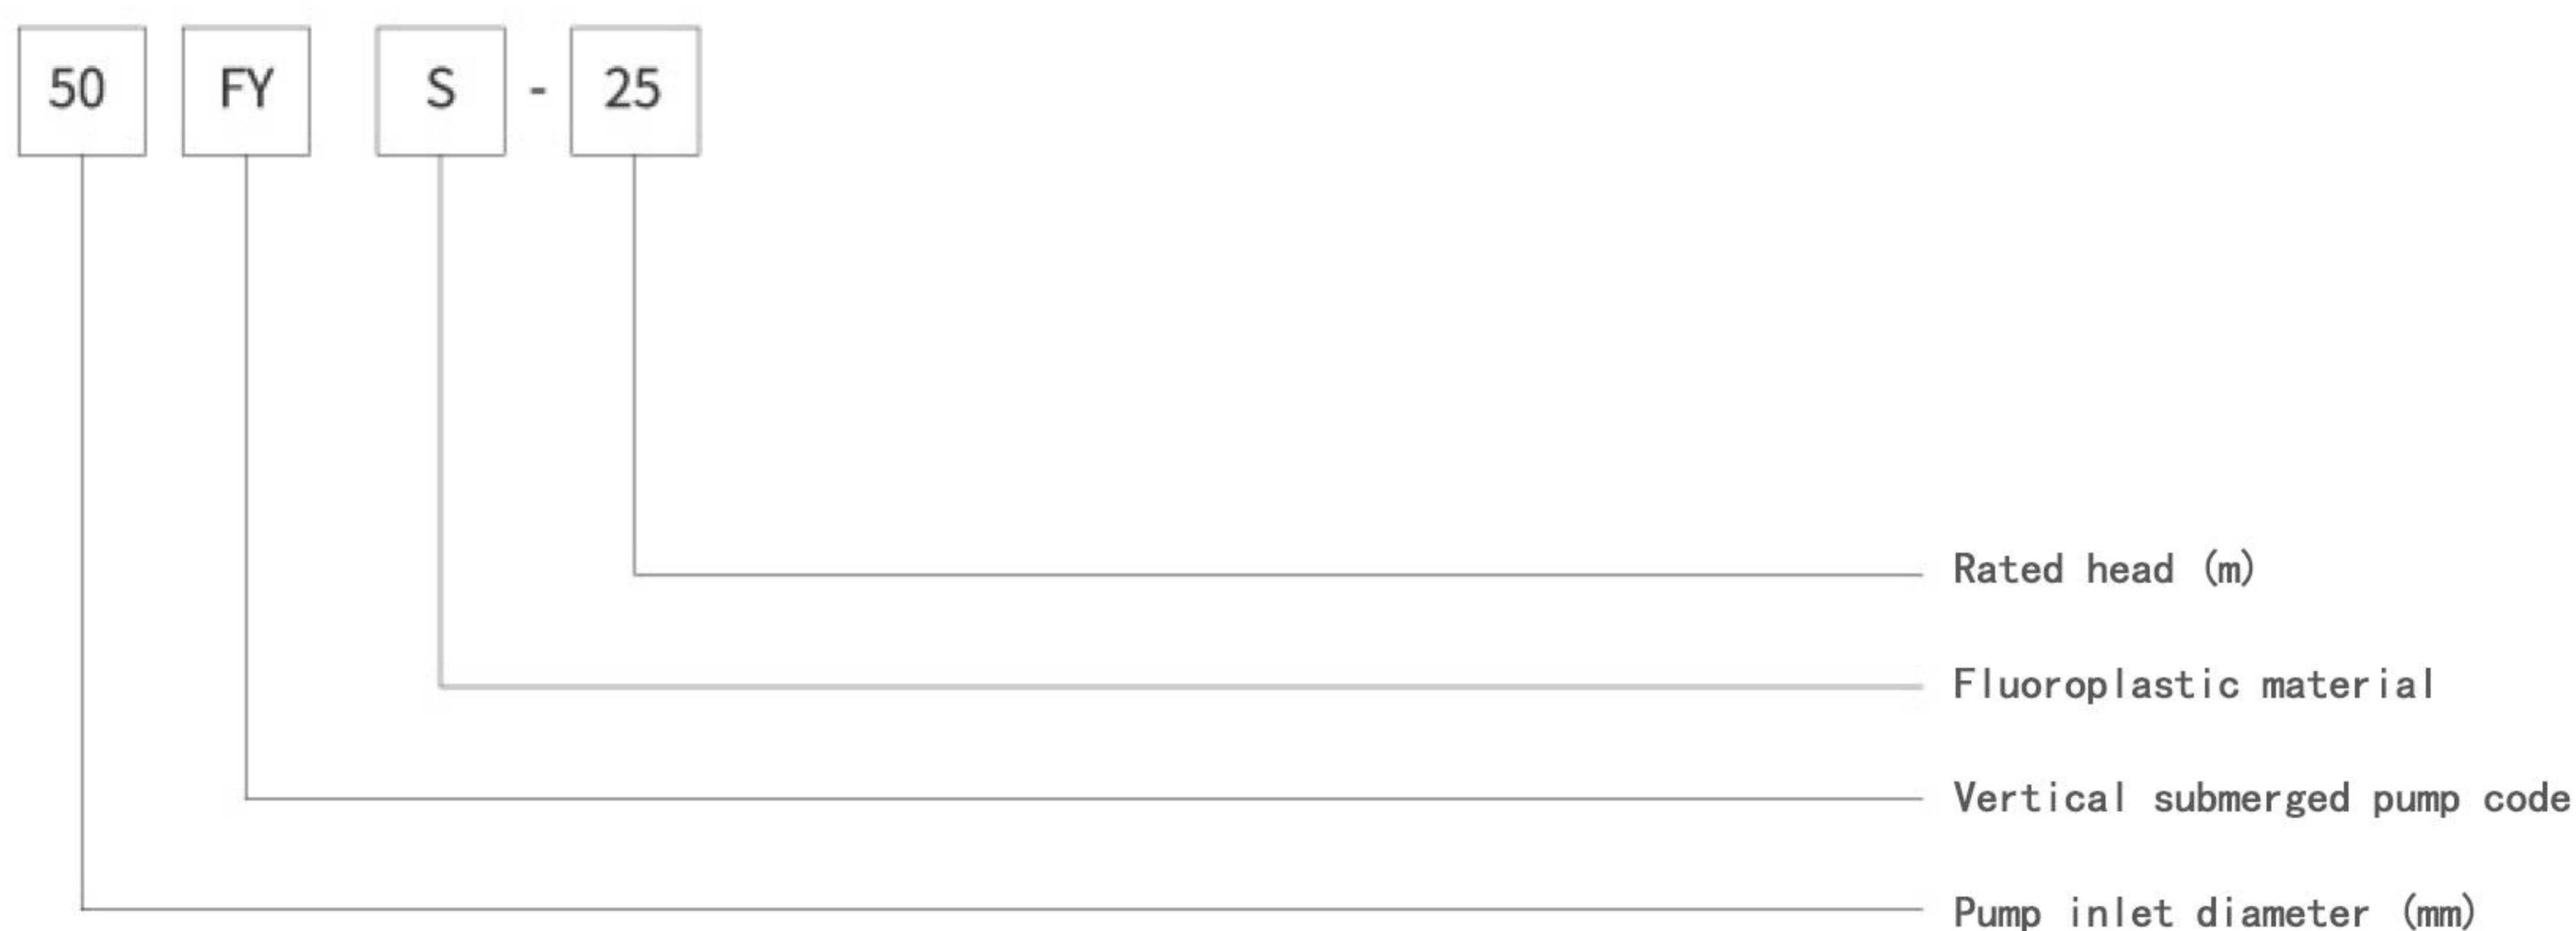 50 FY S - 25
Rated head (m)
Fluoroplastic material
Vertical submerged pump code
Pump inlet diameter (mm)